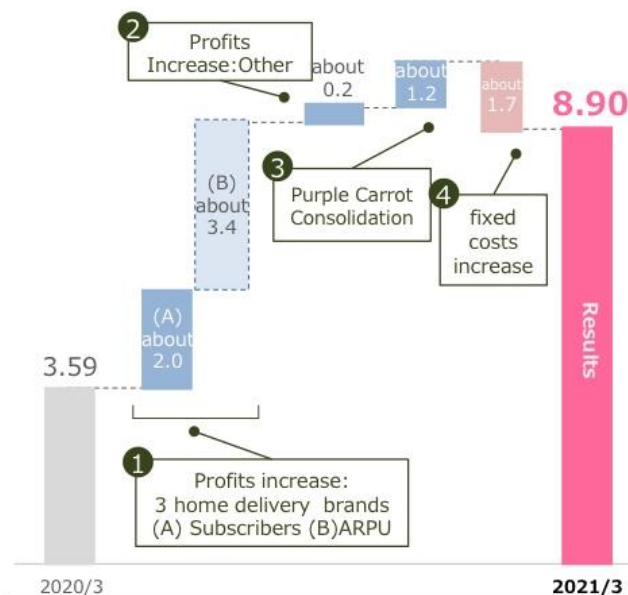 2
Profits
Increase:Other
about
0.2
about
1.2
about
1.7
8.90
(B)
about
3.4
3
Purple Carrot
Consolidation
4
fixed
costs
increase
(A)
about
2.0
3.59
Results
1
Profits increase:
3 home delivery brands
(A) Subscribers (B)ARPU
2020/3
2021/3